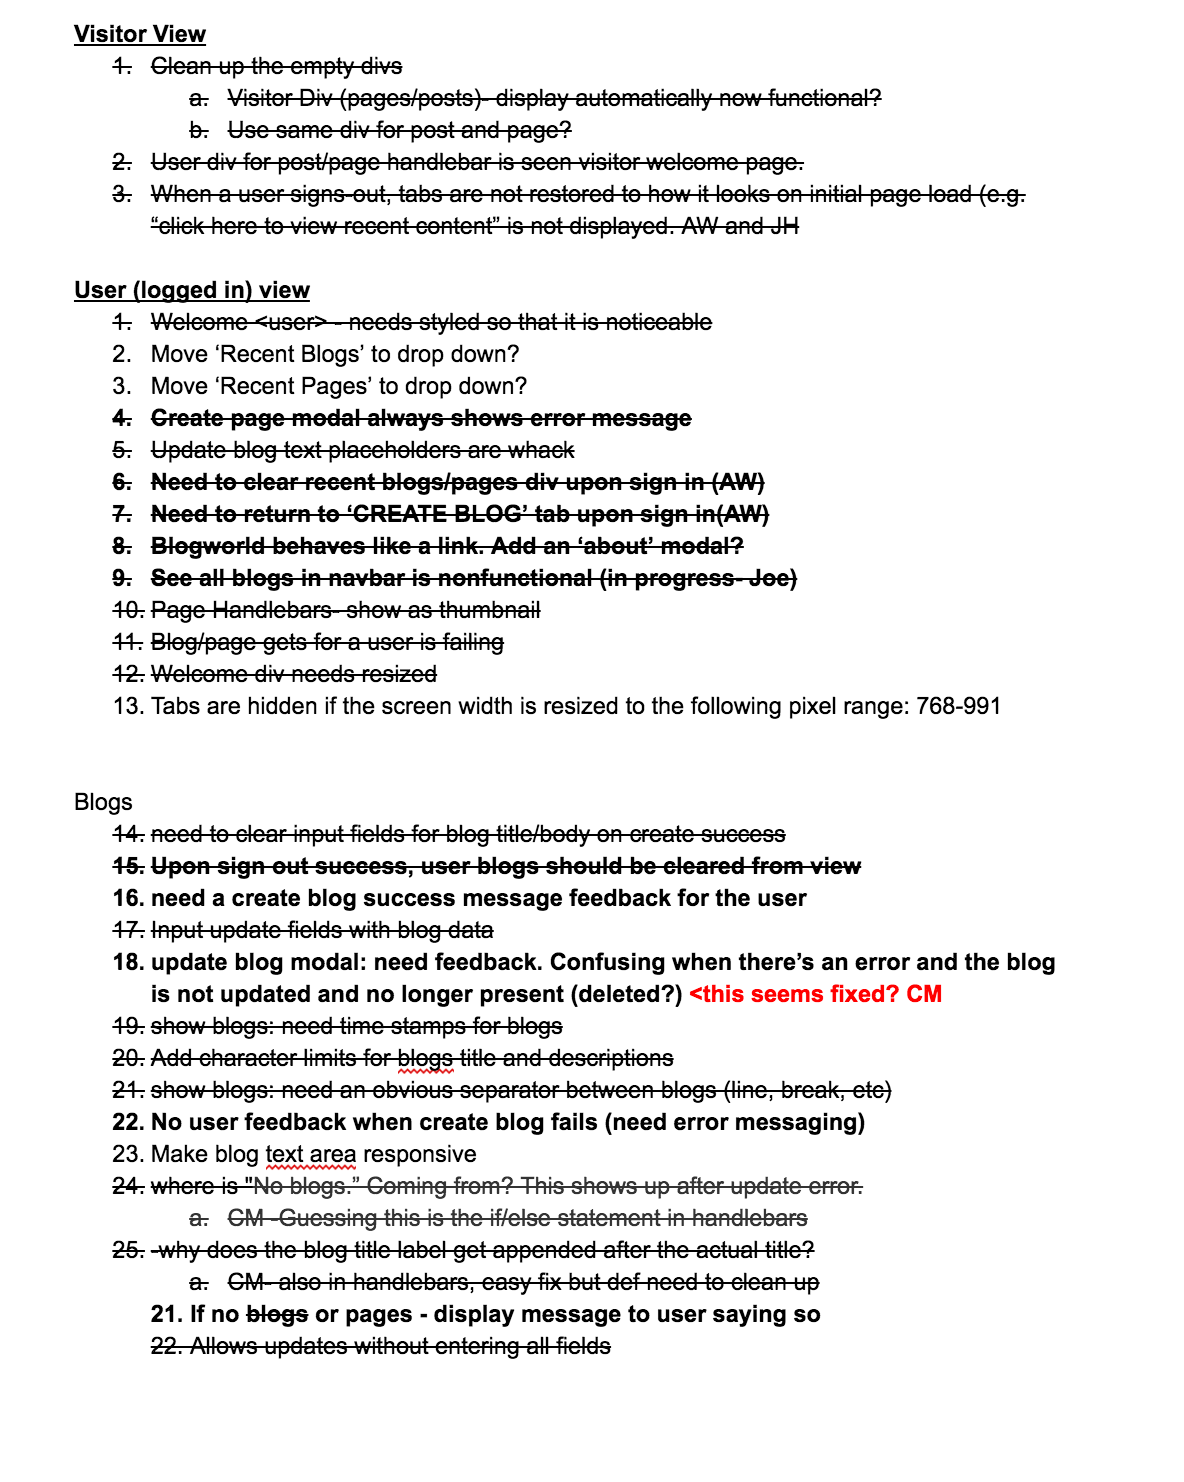 Visitor View
1. Clean up the empty divs
a. Visitor Div (pages/posts)- display automatically now functional?
b. Use same div for post and page?
2. User div for post/page handlebar is seen visitor welcome page.
3. When a user signs-out, tabs are not restored to how it looks on initial page load (e.g.
“click here to view recent content” is not displayed. AW and JH
User (logged in) view
1. Welcome <user> - needs styled so that it is noticeable
2. Move ‘Recent Blogs’ to drop down?
3. Move ‘Recent Pages’ to drop down?
4. Create page modal always shows error message
5. Update blog text placeholders are whack
6. Need to clear recent blogs/pages div upon sign in (AW)
7. Need to return to ‘CREATE BLOG’ tab upon sign in(AW)
8. Blogworld behaves like a link. Add an ‘about’ modal?
9. See all blogs in navbar is nonfunctional (in progress- Joe)
10. Page Handlebars- show as thumbnail
11. Blog/page gets for a user is failing
12. Welcome div needs resized
13. Tabs are hidden if the screen width is resized to the following pixel range: 768-991
Blogs
14. need to clear input fields for blog title/body on create success
15. Upon sign out success, user blogs should be cleared from view
16. need a create blog success message feedback for the user
17. Input update fields with blog data
18. update blog modal: need feedback. Confusing when there’s an error and the blog
is not updated and no longer present (deleted?) <this seems fixed? CM
19. show blogs: need time stamps for blogs
20. Add character limits for blogs title and descriptions
21. show blogs: need an obvious separator between blogs (line, break, etc)
22. No user feedback when create blog fails (need error messaging)
23. Make blog text area responsive
24. where is "No blogs.” Coming from? This shows up after update error.
a. CM -Guessing this is the if/else statement in handlebars
25. -why does the blog title label get appended after the actual title?
a. CM- also in handlebars, easy fix but def need to clean up
21. If no blogs or pages - display message to user saying so
22. Allows updates without entering all fields